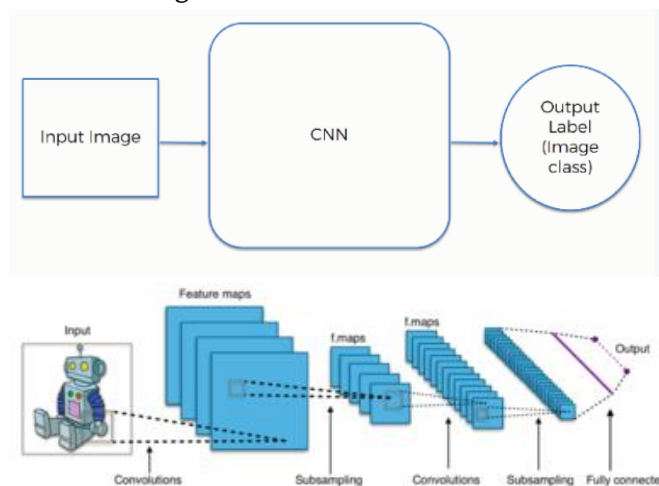 Input Image
CNN
Output
Label
(Image
class)
Feature maps
Input
f.maps
f.maps
Output
Convolutions
Subsampling
Convolutions
Subsampling
Fully connecte